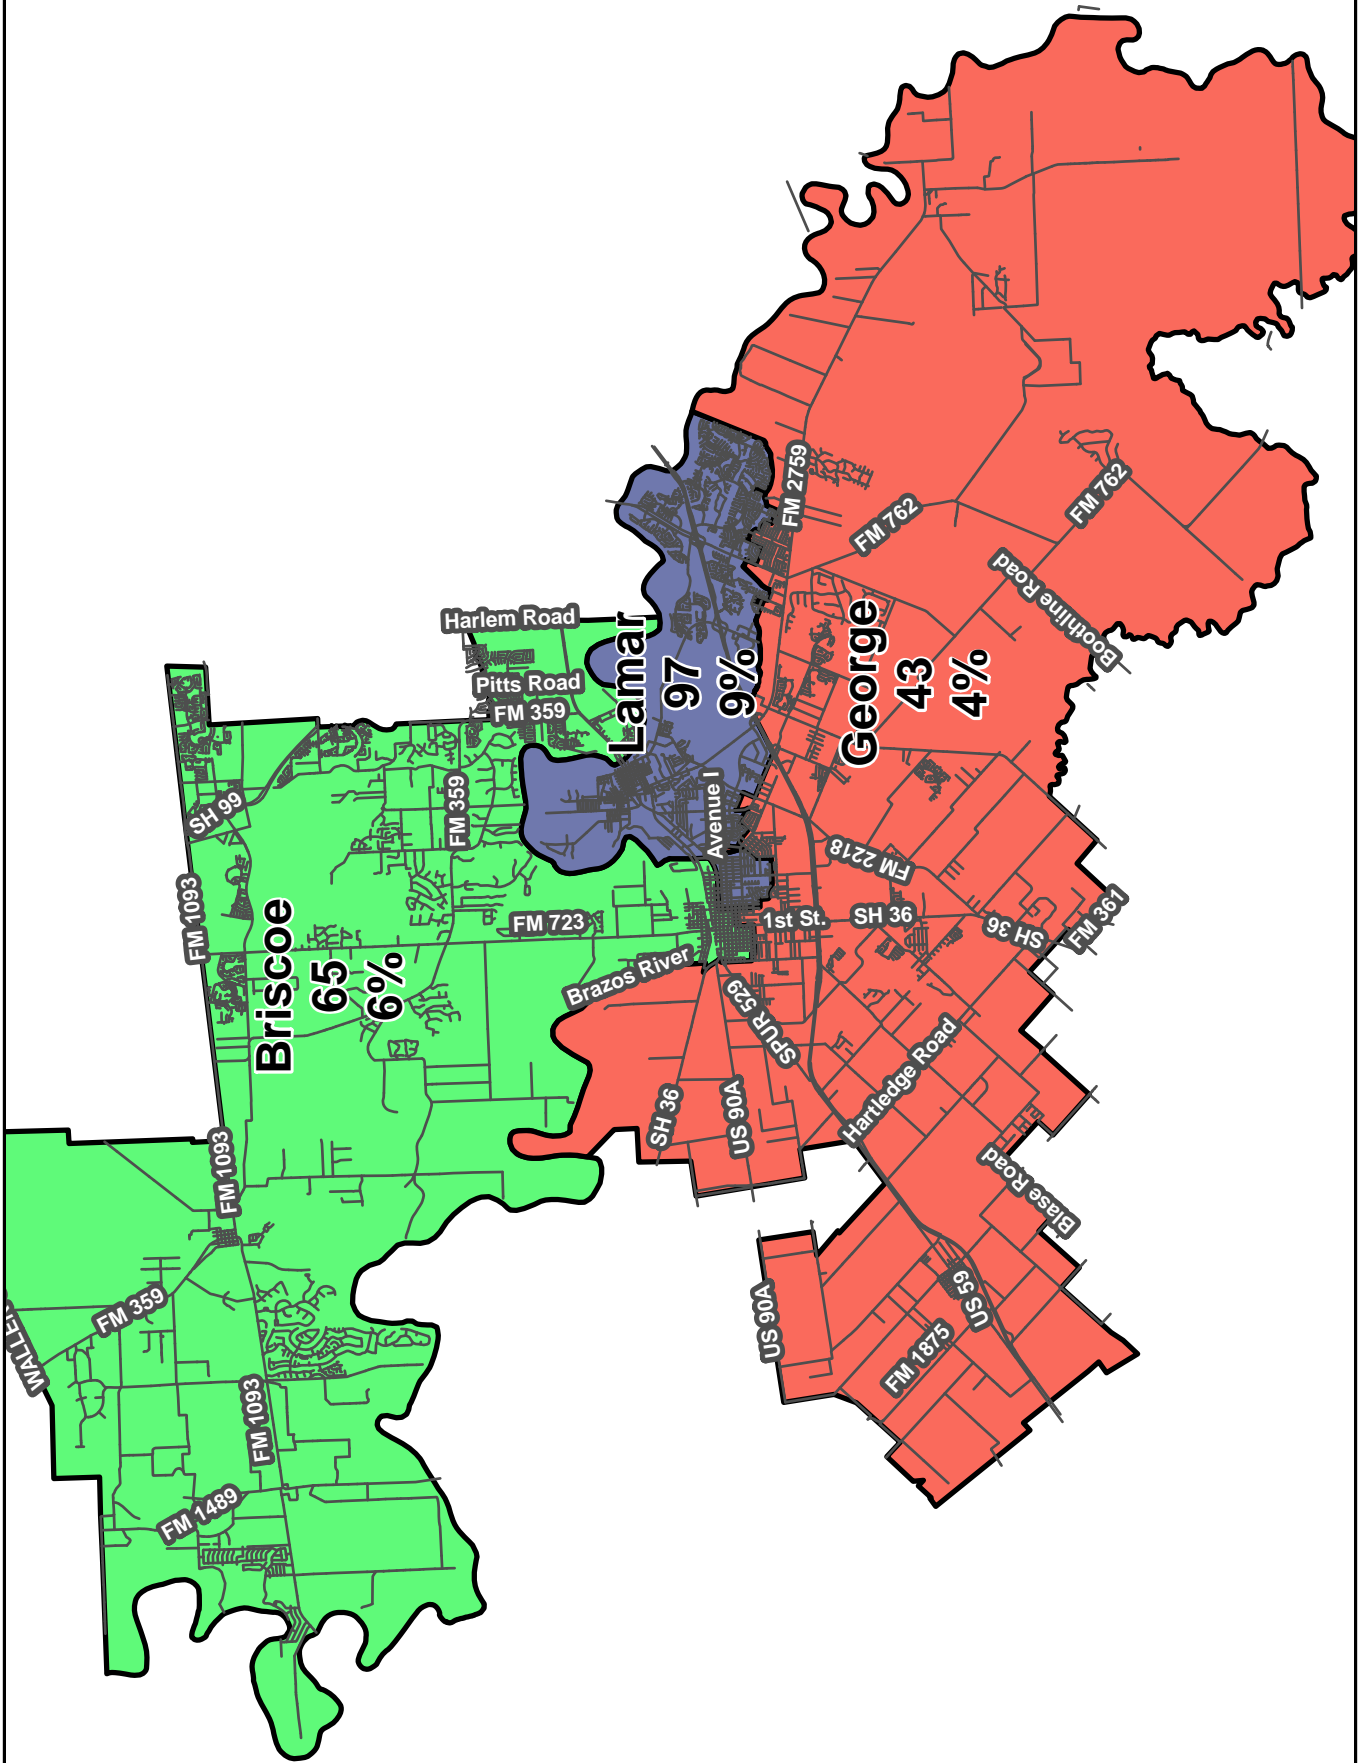 Harlem Road
Pitts Road
FM 359
SH 99
FM 359
FM 1093
FM 723
Briscoe
65
6%
Brazos River
FM 1093
FM 359
FM 1093
FM 1489
Lamar
97
9%
Avenue I
FM 2759
FM 762
FM 762
Boothline Road
George
43
4%
FM 2218
1st St.
SH 36
SH 36
FM 361
SPUR 529
Hartledge Road
SH 36
US 90A
Blase Road
US 90A
US 59
FM 1875